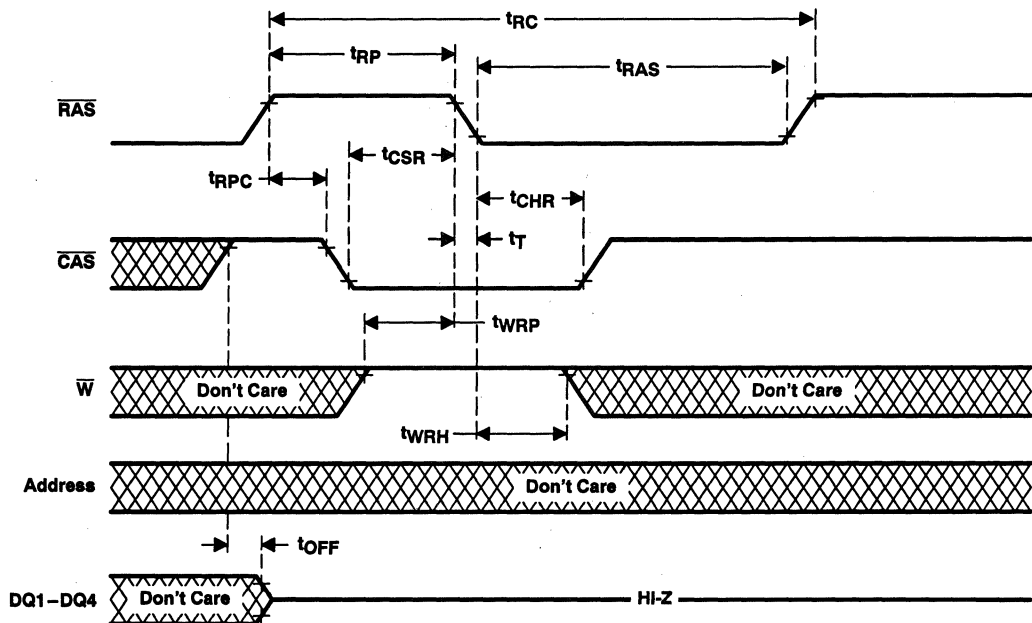 tRC
tRP
tRAS
RAS
tCSR
tRPC
tCHR
tT
CAS
tWRP
W
Don't Care
Don't Care
tWRH
Address
Don't Care
tOFF
DQ1–DQ4
Don't Care
HI-Z